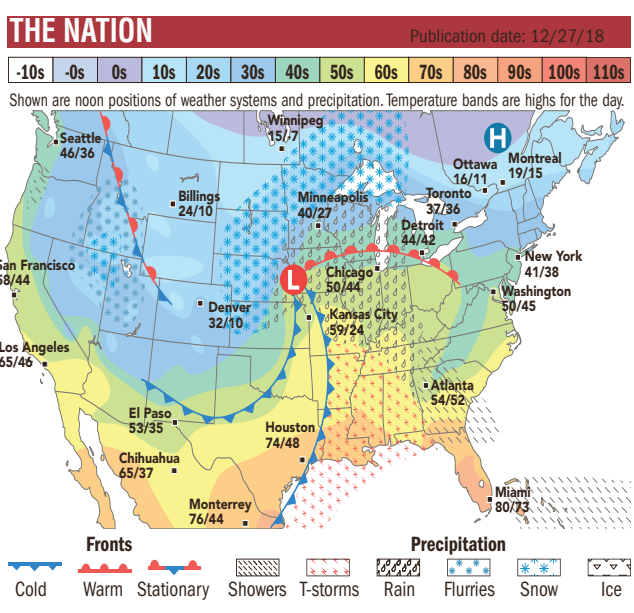 THE NATION
Publication date: 12/27/18
-10s -0s 0s 10s 20s 30s 40s 50s 60s 70s 80s 90s 100s 110s
Shown are noon positions of weather systems and precipitation. Temperature bands are highs for the day.
Winnipeg
15/-7
H
Seattle
46/36
Ottawa
16/11
Montreal
19/15
Billings
24/10
Minneapolis
40/27
Toronto
37/36
Detroit
44/42
San Francisco
58/44
New York
41/38
L
Chicago
50/44
Washington
50/45
Denver
32/10
Kansas City
59/24
Los Angeles
65/46
Atlanta
54/52
El Paso
53/35
Houston
74/48
Chihuahua
65/37
Monterrey
76/44
Miami
80/73
Fronts
Precipitation
Cold Warm Stationary Showers T-storms Rain Flurries Snow Ice